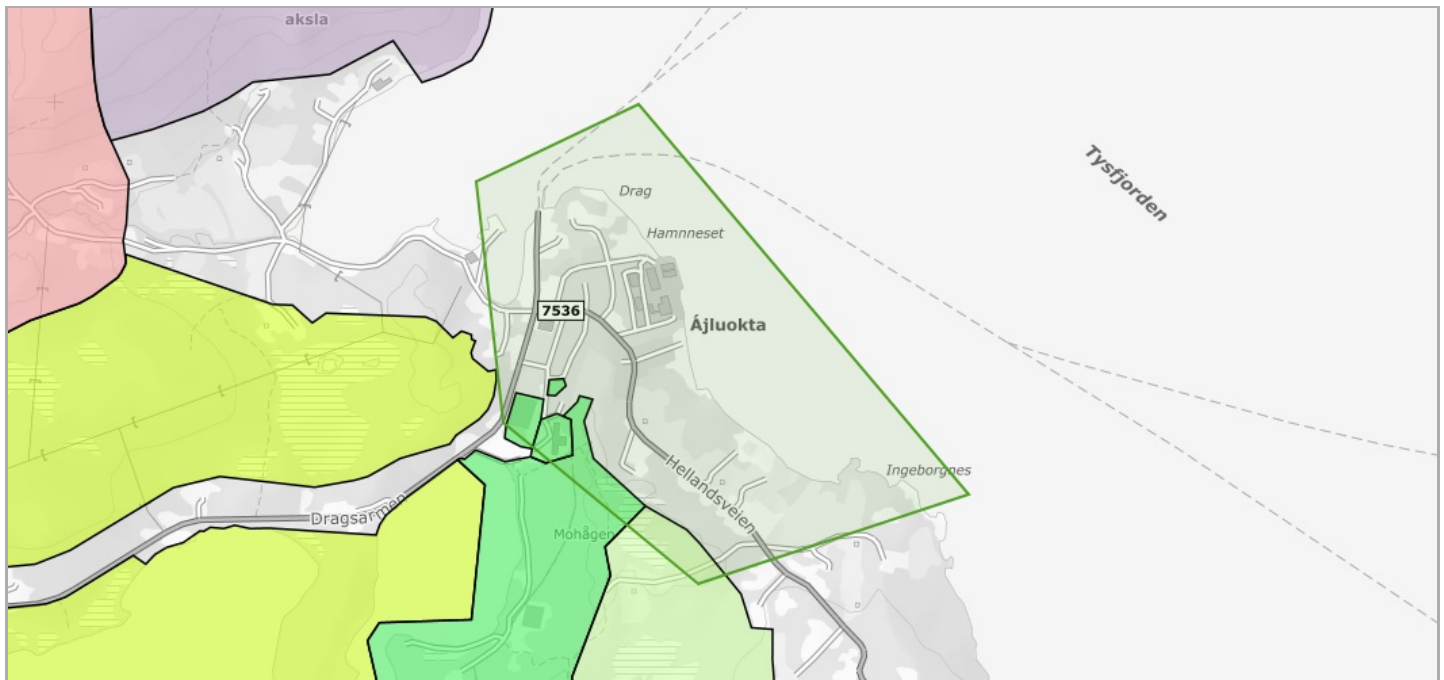 aksla
Tysfjorden
Drag
Hamnneset
7536
Ájluokta
Ingeborgnes
Hellandsveien
Dragsarmen
Mohågen